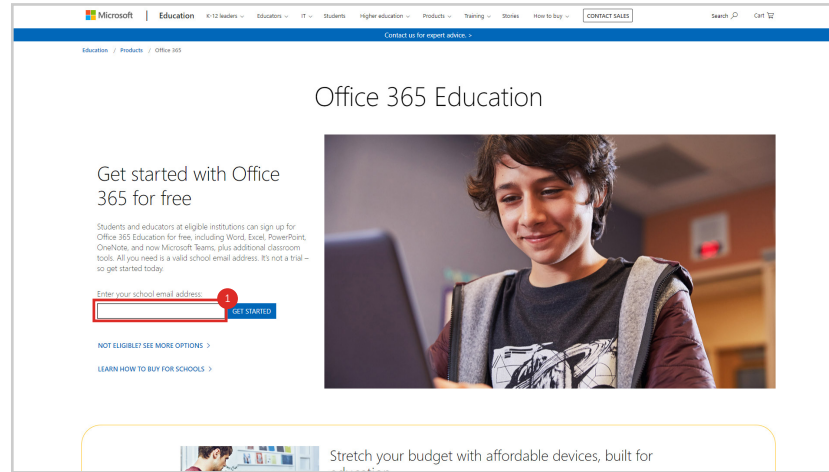 Microsoft Education K-12 leaders Educators IT Students Higher education Products Training Stories How to buy CONTACT SALES Search Cart
Contact us for expert advice. >
Education / Products / Office 365
Office 365 Education
Get started with Office
365 for free
Students and educators at eligible institutions can sign up for
Office 365 Education for free, including Word, Excel, PowerPoint,
OneNote, and now Microsoft Teams, plus additional classroom
tools. All you need is a valid school email address. It's not a trial –
so get started today.
Enter your school email address:
1
GET STARTED
NOT ELIGIBLE? SEE MORE OPTIONS >
LEARN HOW TO BUY FOR SCHOOLS >
Stretch your budget with affordable devices, built for
education